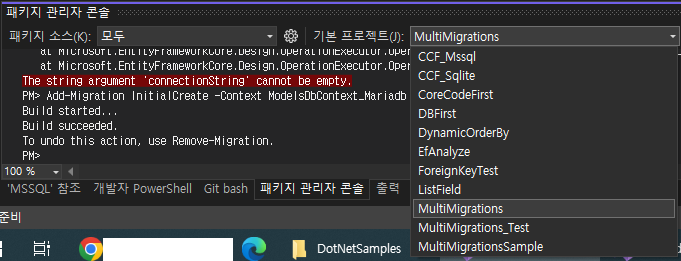 패키지 관리자 콘솔
패키지 소스(K): 모두
기본 프로젝트(J): MultiMigrations
at Microsoft.EntityFrameworkCore.Design.OperationExecutor.Ope
at Microsoft.EntityFrameworkCore.Design.OperationExecutor.Ope
The string argument 'connectionString' cannot be empty.
PM> Add-Migration InitialCreate -Context ModelsDbContext_Mariadb
Build started...
Build succeeded.
To undo this action, use Remove-Migration.
PM>
CCF_Mssql
CCF_Sqlite
CoreCodeFirst
DBFirst
DynamicOrderBy
EfAnalyze
ForeignKeyTest
ListField
MultiMigrations
MultiMigrations_Test
MultiMigrationsSample
100 %
'MSSQL' 참조 개발자 PowerShell Git bash 패키지 관리자 콘솔 출력
준비
DotNetSamples